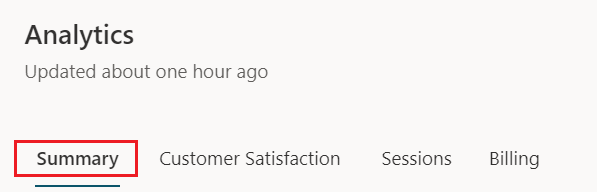 Analytics
Updated about one hour ago
Summary Customer Satisfaction Sessions Billing